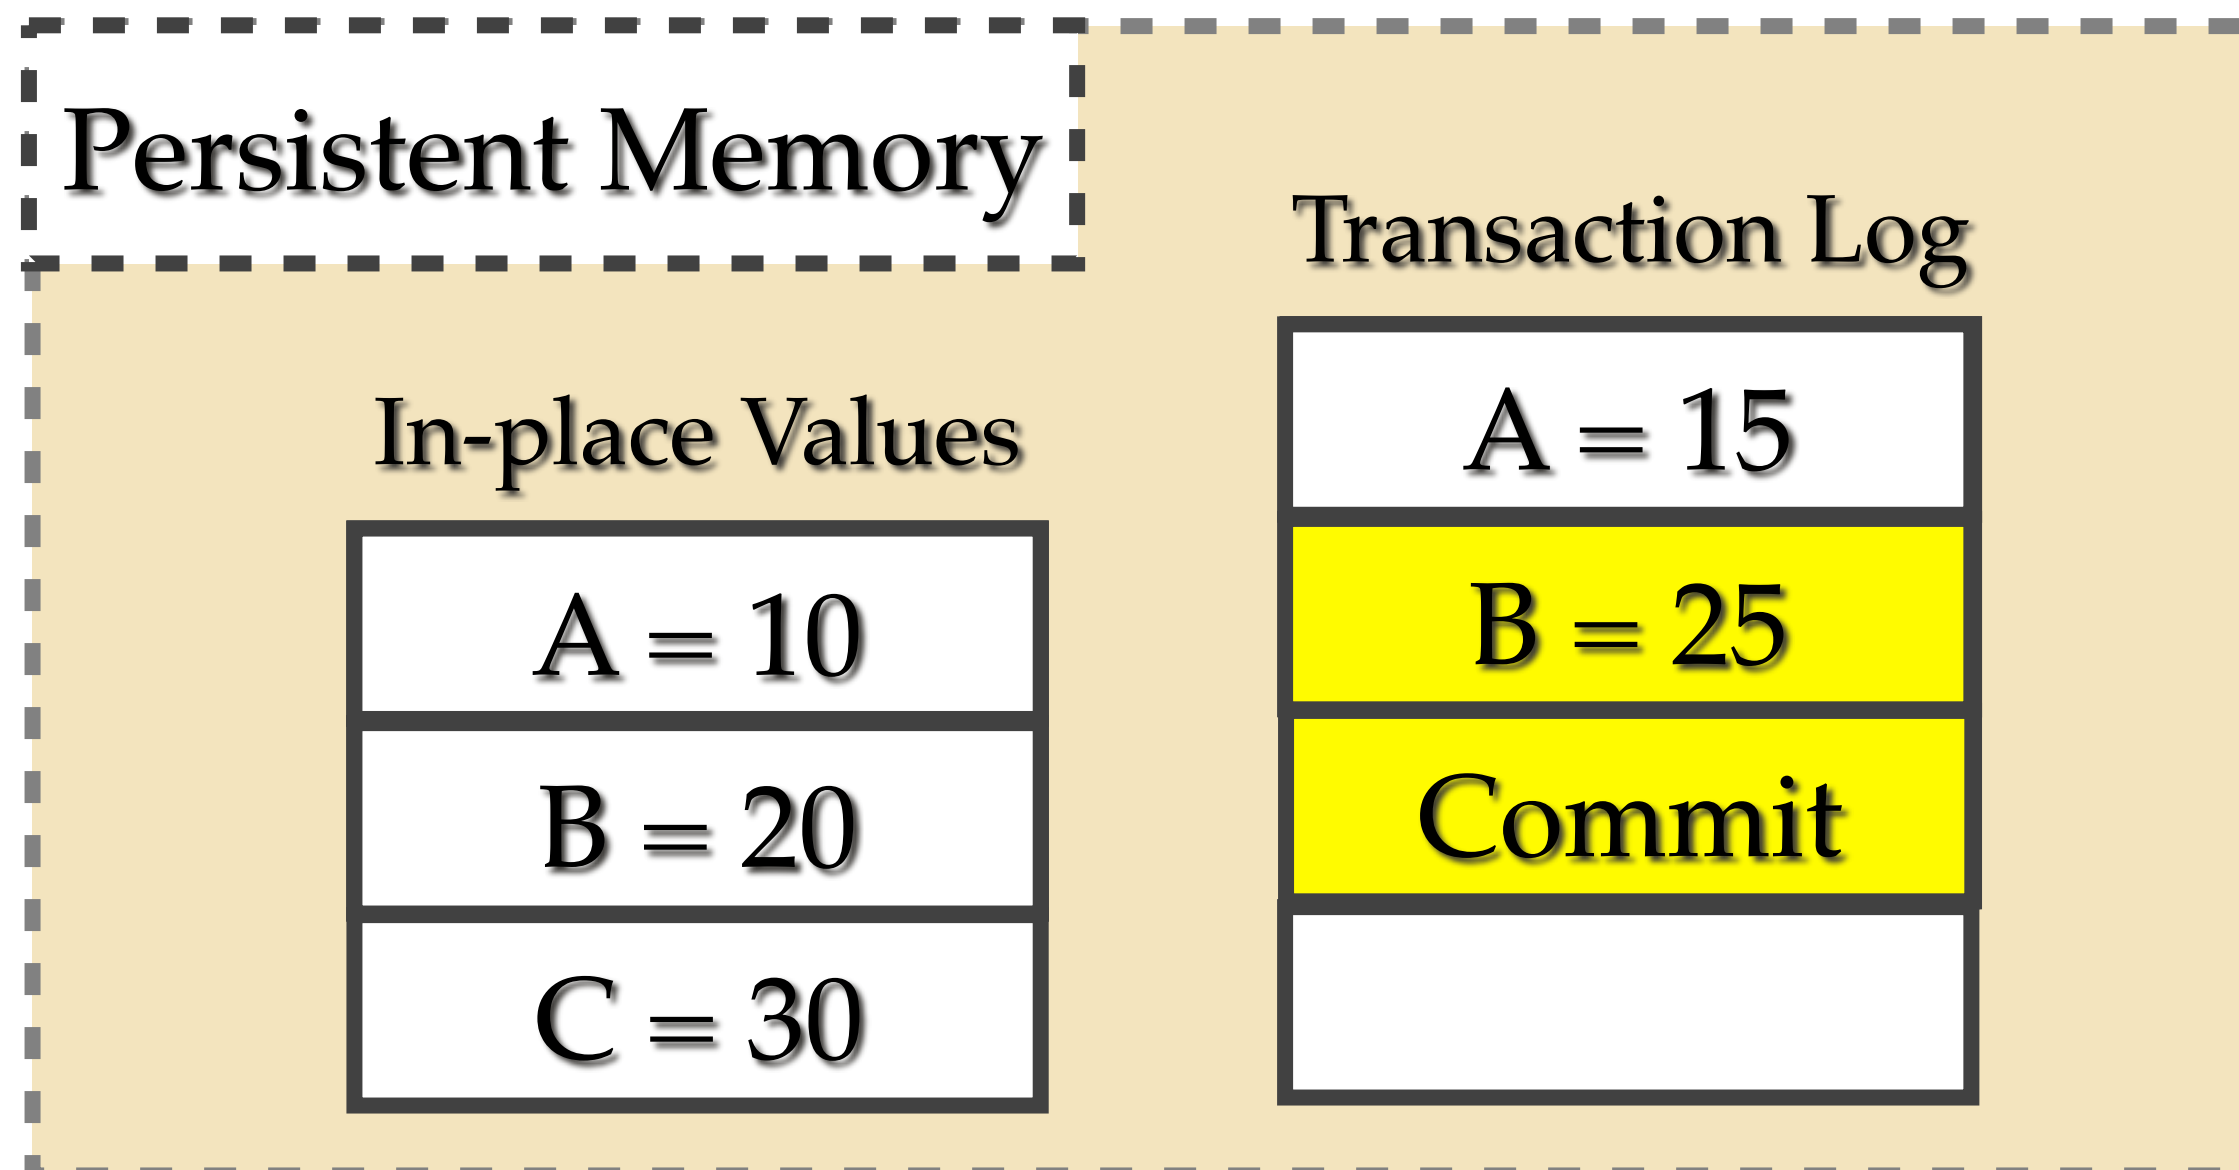 Persistent Memory
In-place Values
A = 10
B = 20
C = 30
Transaction Log
A = 15
B = 25
Commit